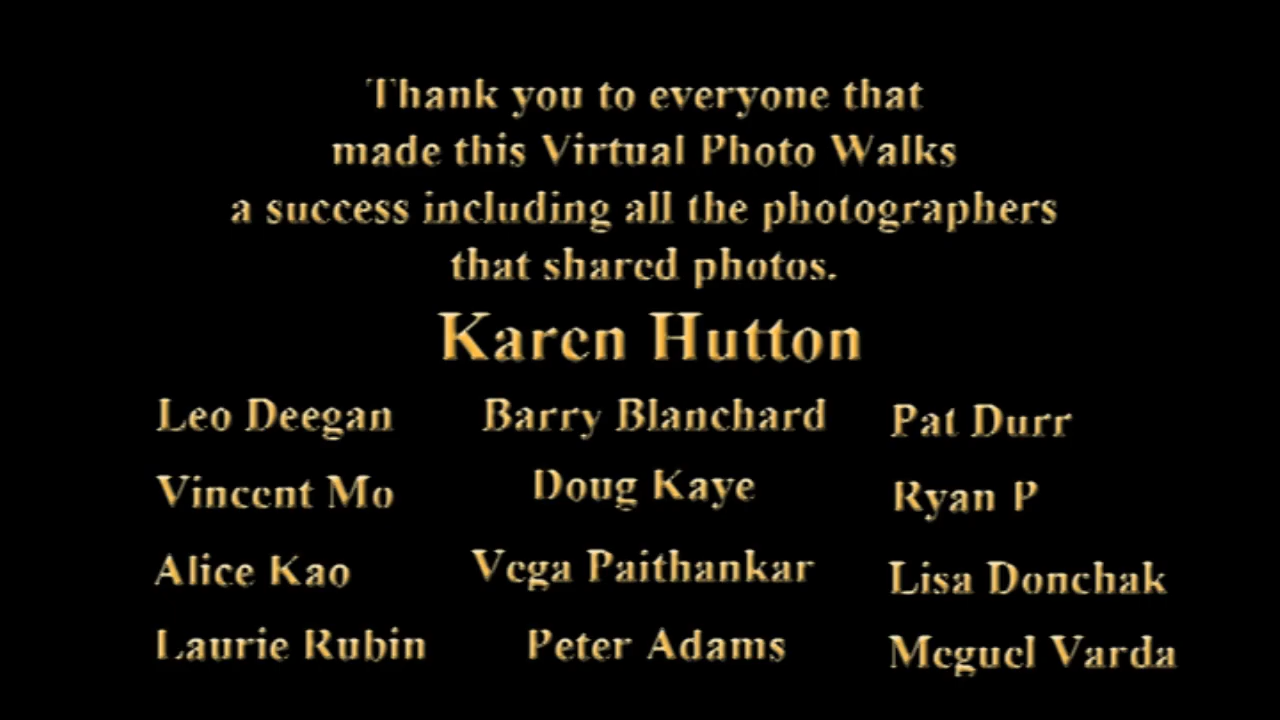 Thank you to everyone that
made this Virtual Photo Walks
a success including all the photographers
that shared photos.
Karen Hutton
Leo Deegan Barry Blanchard Pat Durr
Vincent Mo Doug Kaye Ryan P
Alice Kao Vega Paithankar Lisa Donchak
Laurie Rubin Peter Adams Meguel Varda